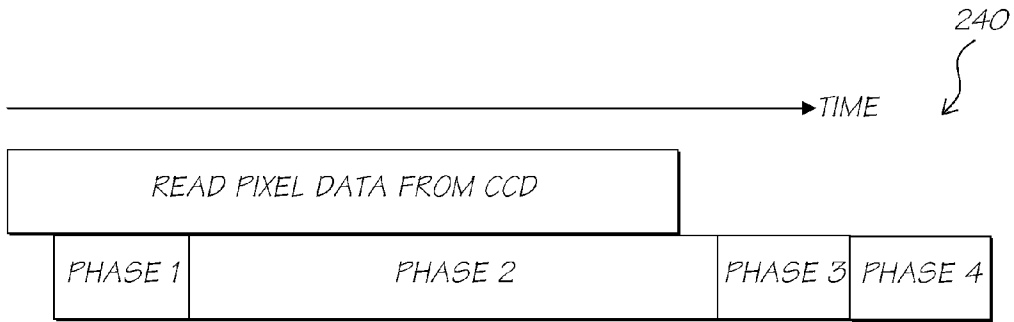 240
TIME
READ PIXEL DATA FROM CCD
PHASE 1 PHASE 2 PHASE 3 PHASE 4